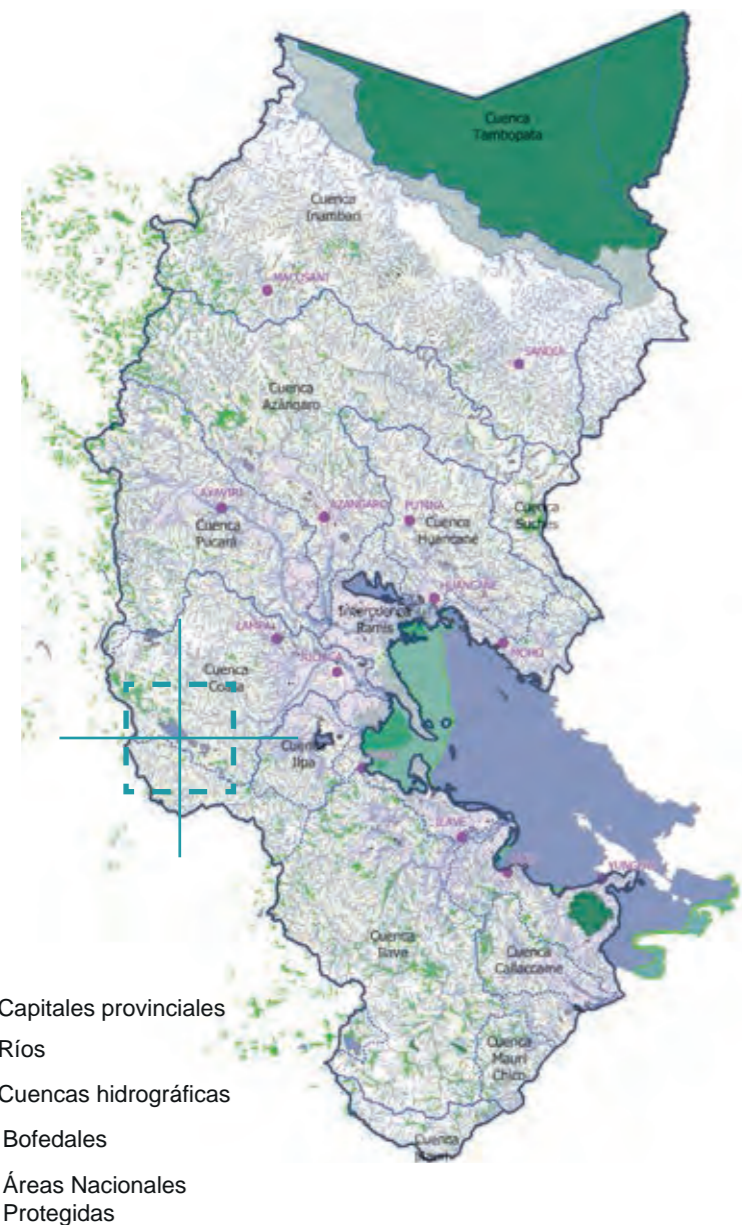 Cuenca
Tambopata
Cuenca
Inambari
MACUSANI
SANDIA
Cuenca
Azángaro
AYAVIRI
AZANGARO
PUTINA
Cuenca
Pucará
Cuenca
Huancané
Cuenca
Suches
HUANCANE
Intercuenca
Ramis
LAMPA
JULIACA
MOHO
Cuenca
Coata
Cuenca
Ilpa
ILAVE
Cuenca
Ilave
Cuenca
Callaccame
Cuenca
Mauri
Chico
Cuenca
Capitales provinciales
Ríos
Cuencas hidrográficas
Bofedales
Áreas Nacionales
Protegidas